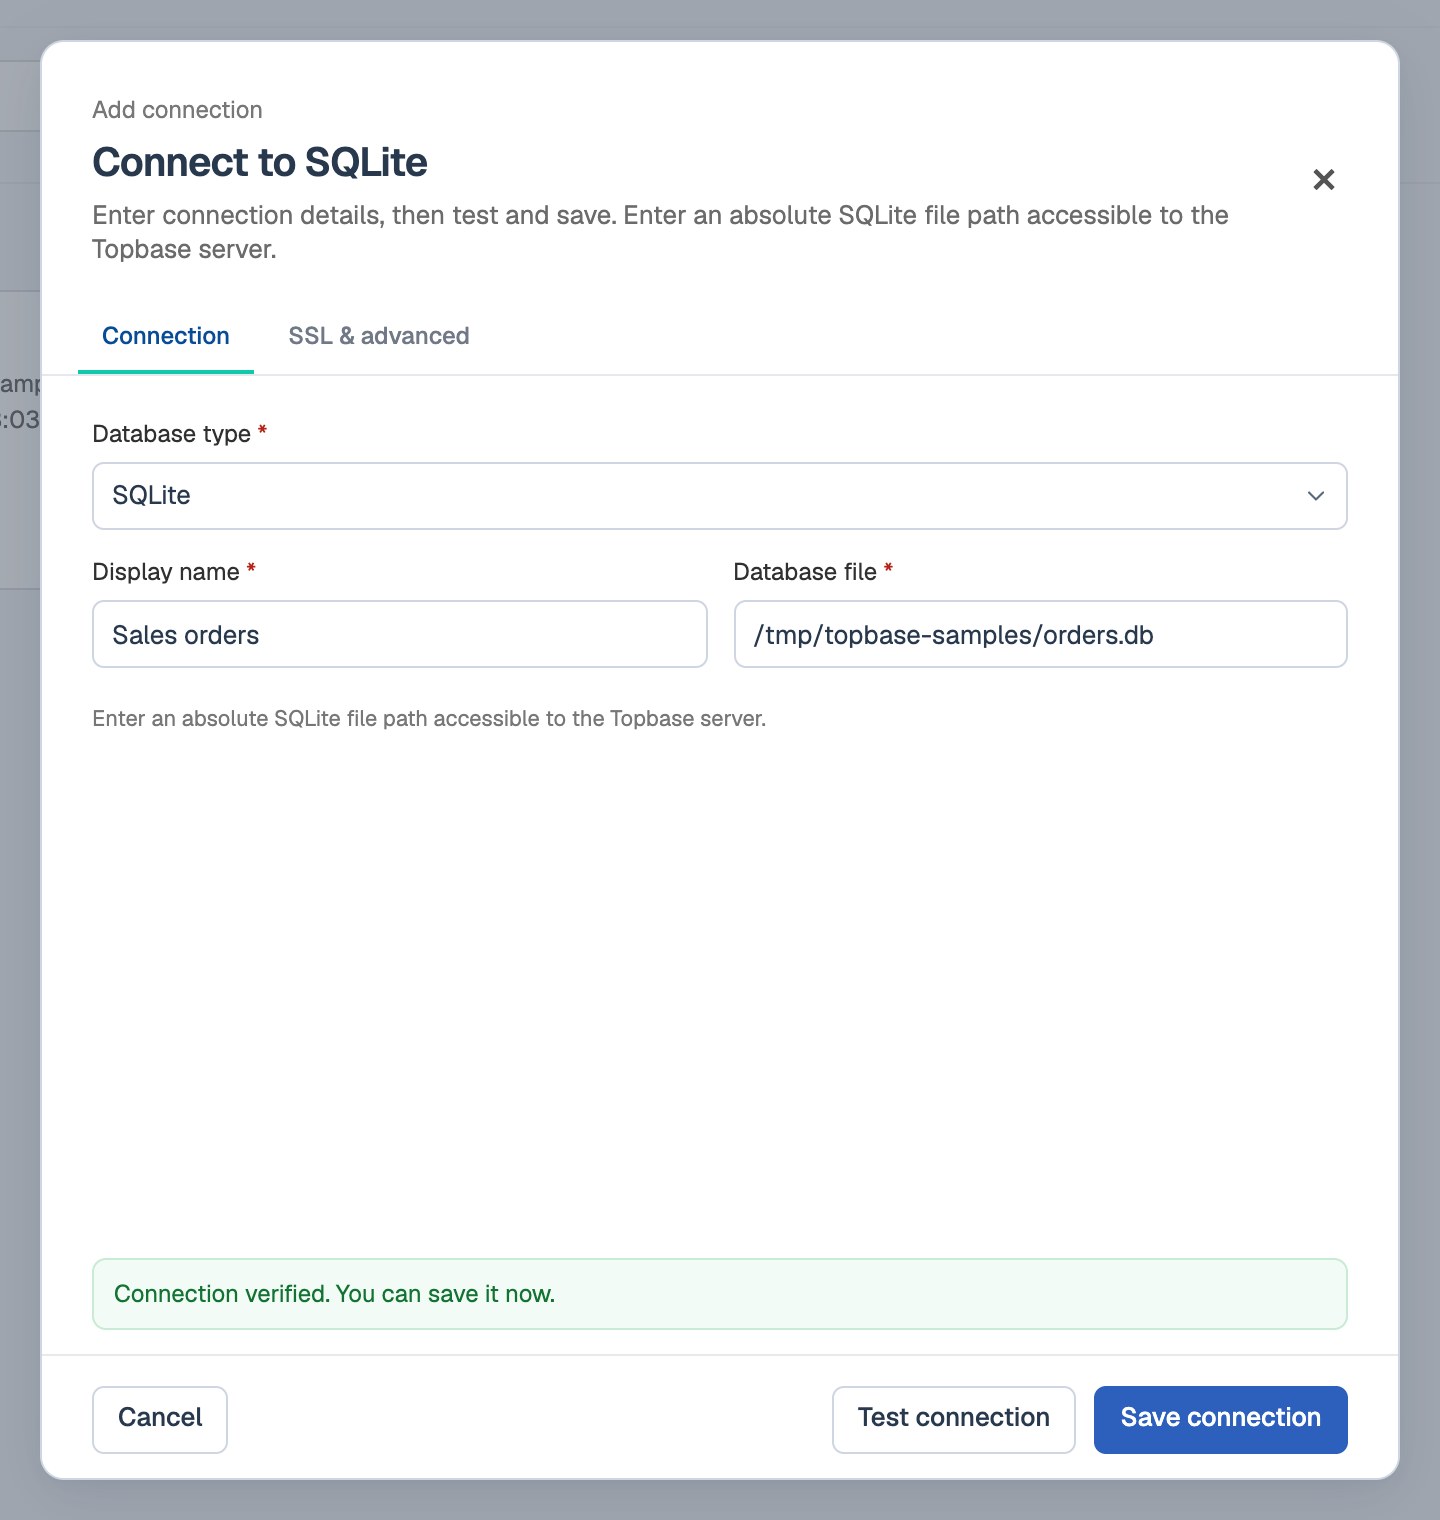 Add connection
Connect to SQLite
Enter connection details, then test and save. Enter an absolute SQLite file path accessible to the
Topbase server.
Connection
SSL & advanced
Database type *
SQLite
Display name *
Database file *
Sales orders
/tmp/topbase-samples/orders.db
Enter an absolute SQLite file path accessible to the Topbase server.
Connection verified. You can save it now.
Cancel
Test connection
Save connection